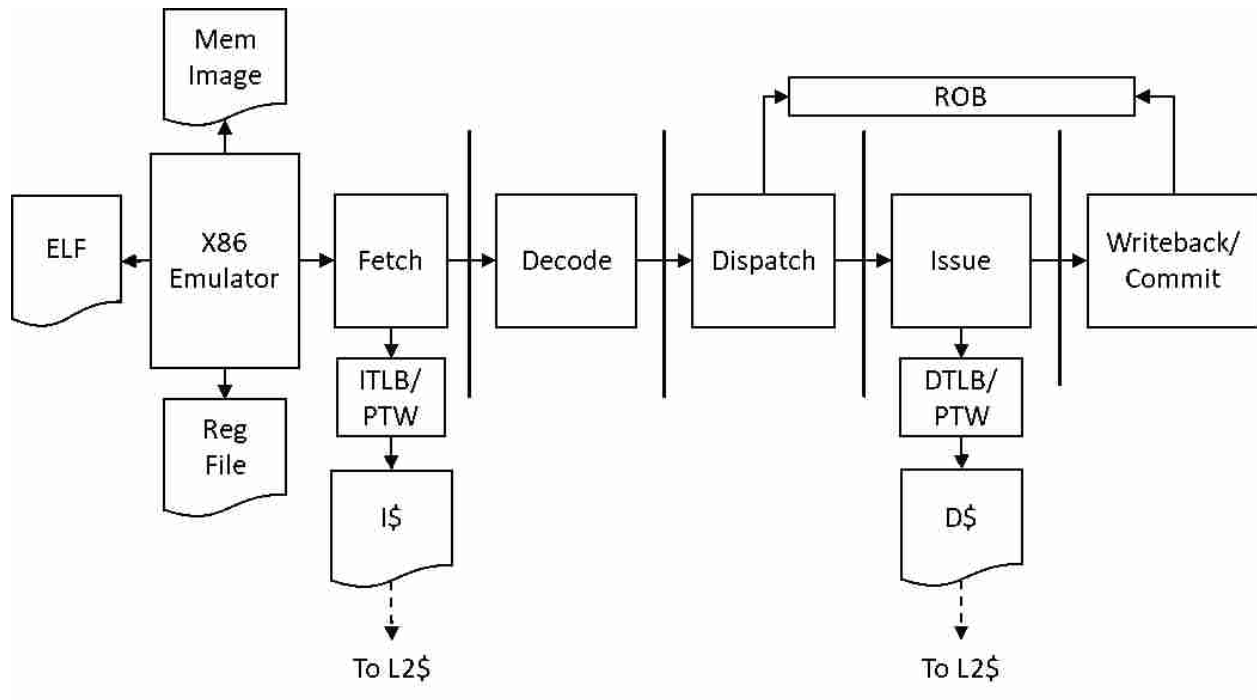 Mem
Image
ROB
ELF
X86
Emulator
Fetch
Decode
Dispatch
Issue
Writeback/
Commit
ITLB/
PTW
DTLB/
PTW
Reg
File
I$
D$
To L2$
To L2$